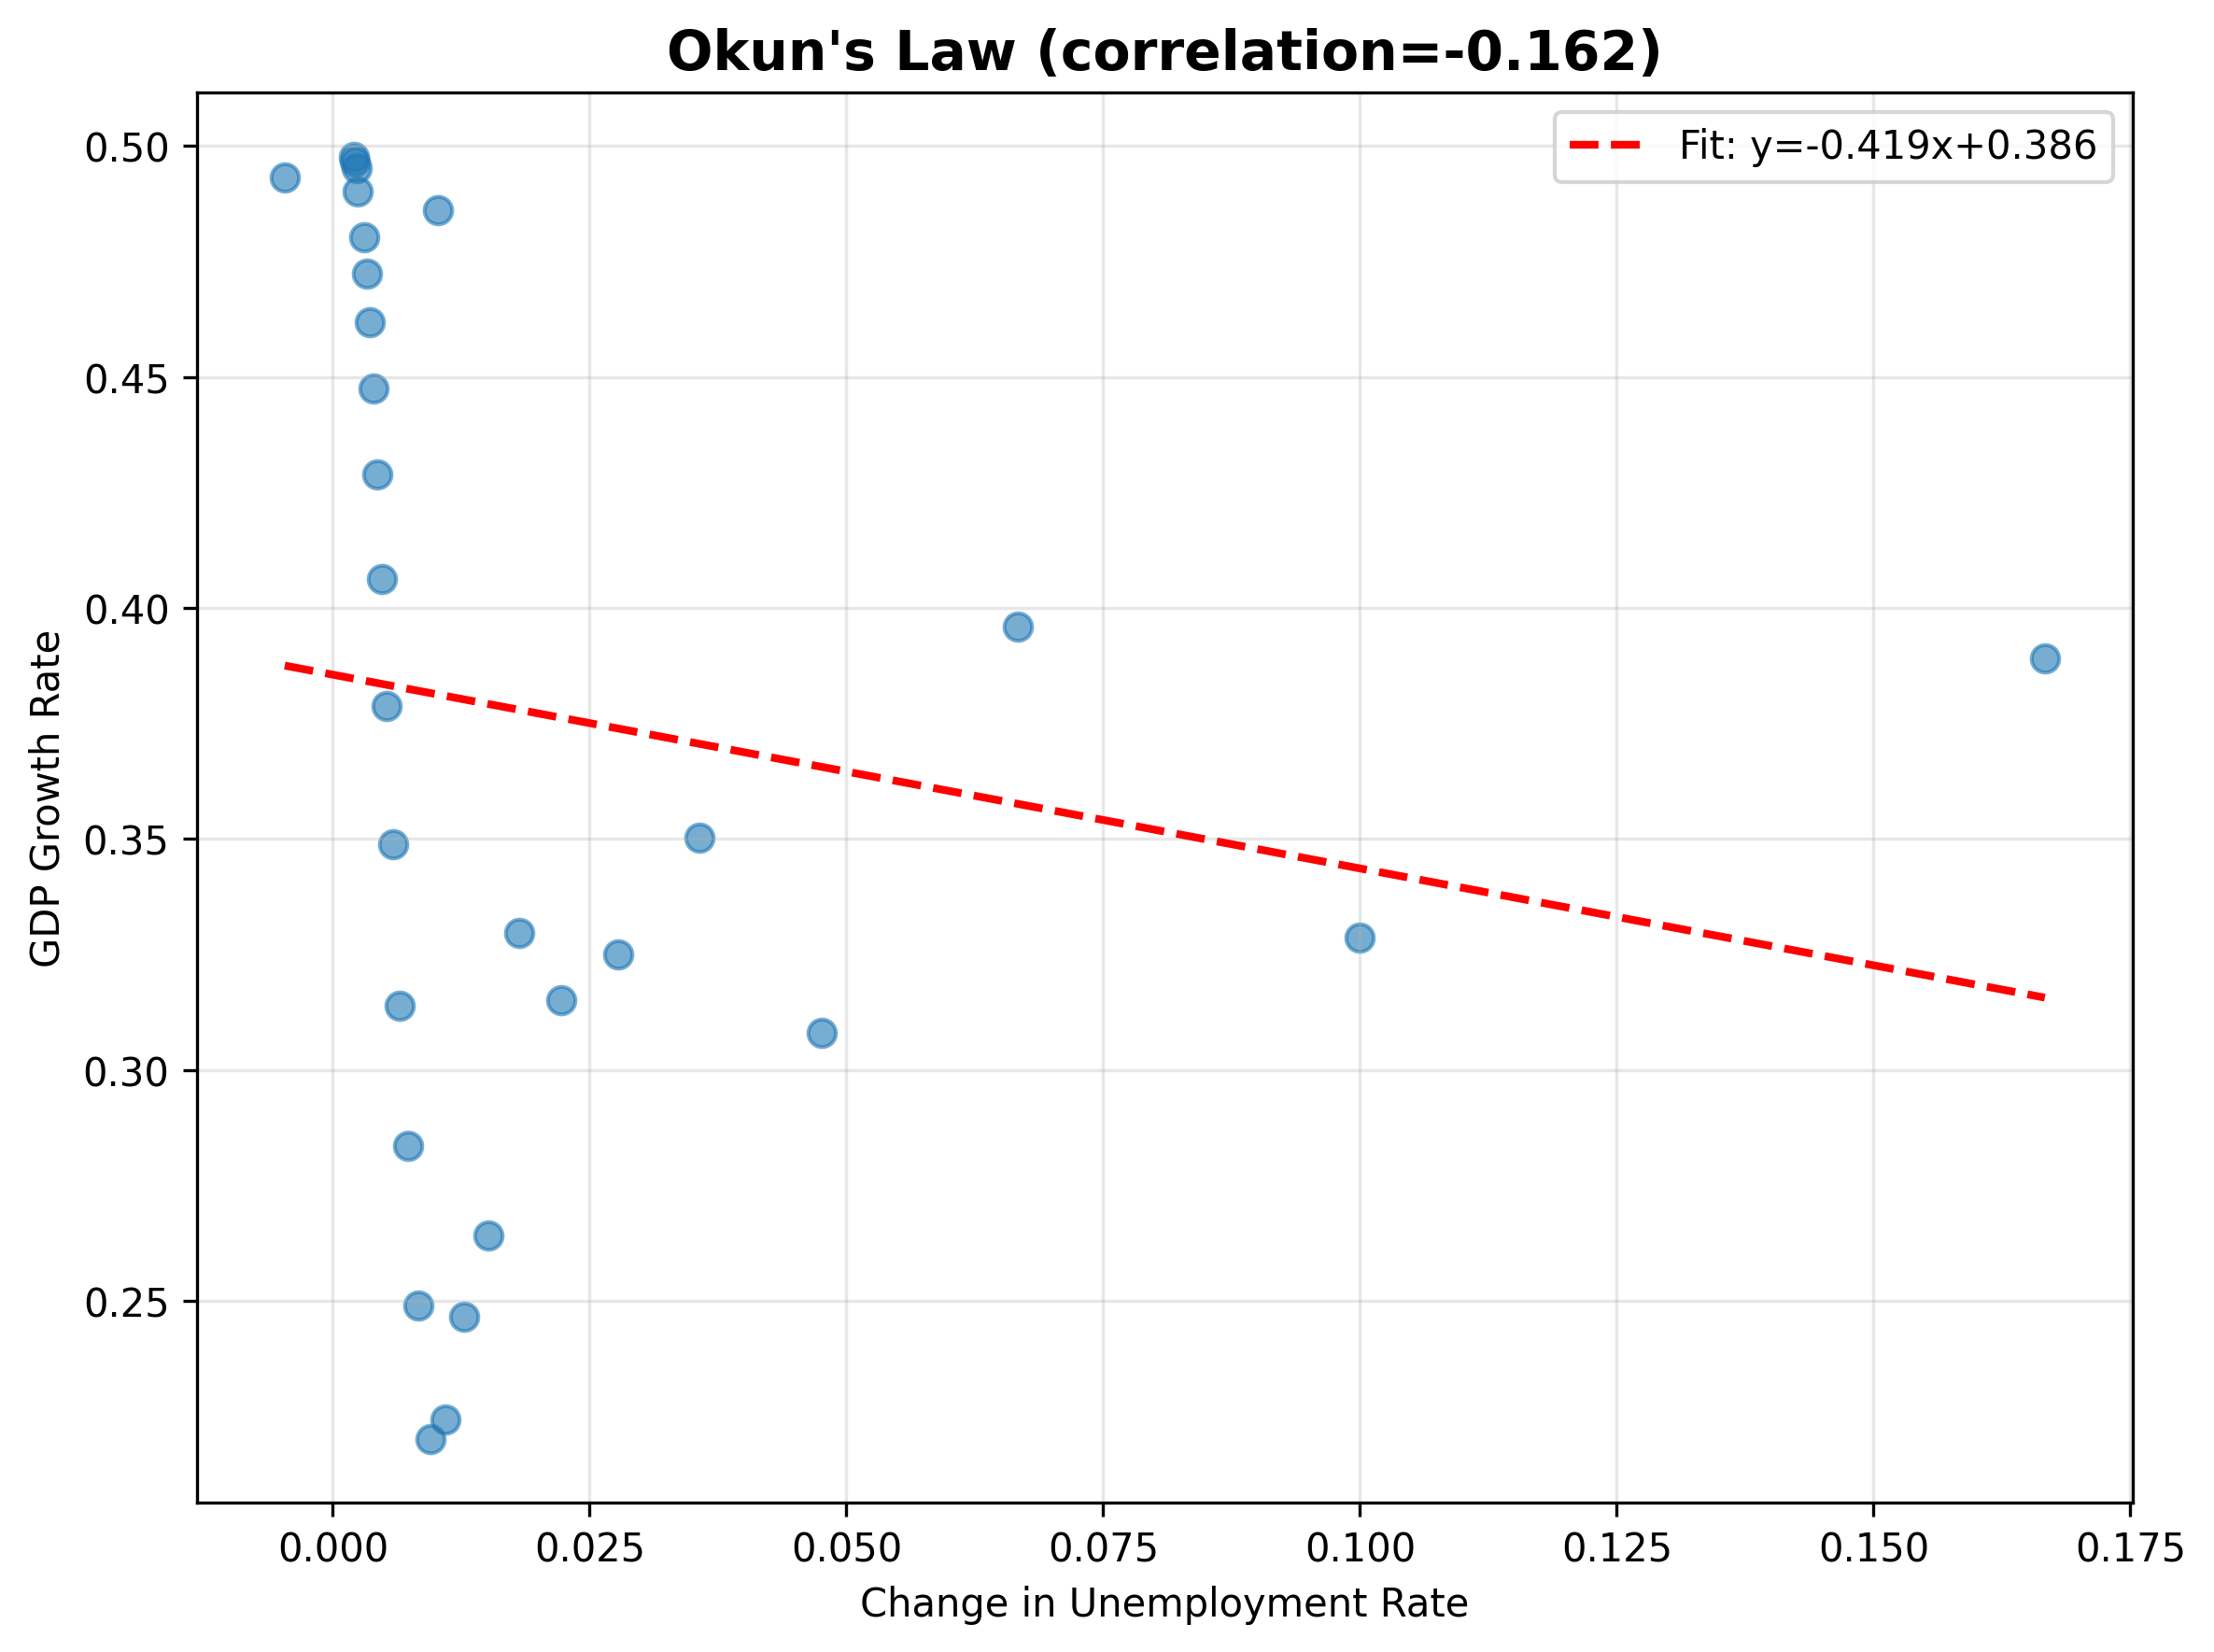 Okun's Law (correlation=-0.162)
Fit: y=-0.419x+0.386
0.50
0.45
0.40
0.35
0.30
0.25
GDP Growth Rate
0.000 0.025 0.050 0.075 0.100 0.125 0.150 0.175
Change in Unemployment Rate